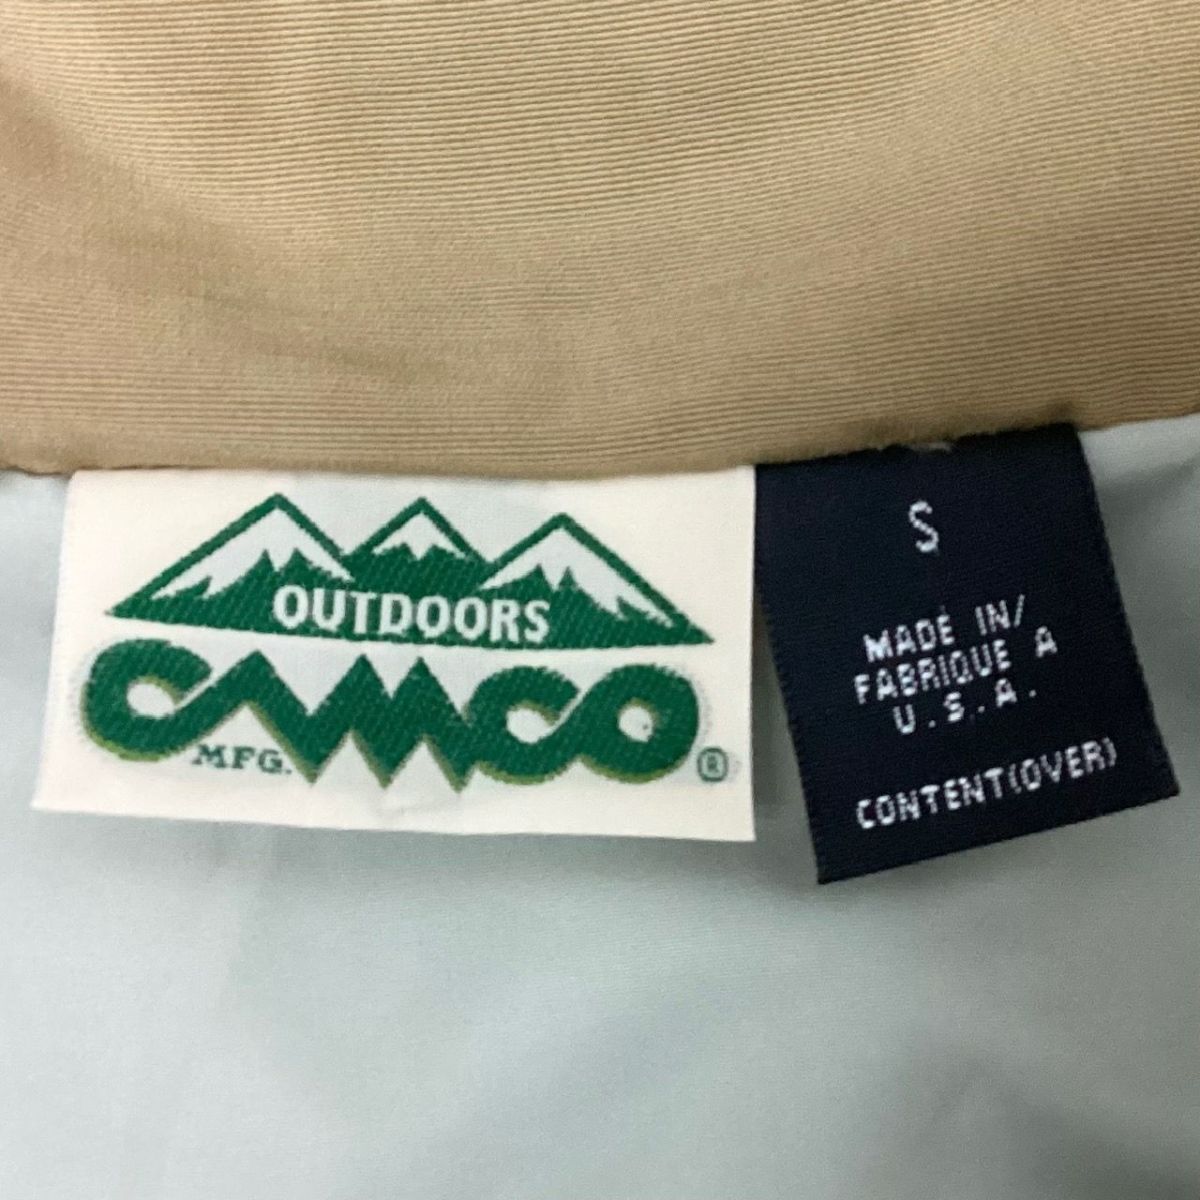 OUTDOORS
CAMCO
MFG.
®
S
MADE IN/
FABRIQUE A
U.S.A.
CONTENT(OVER)